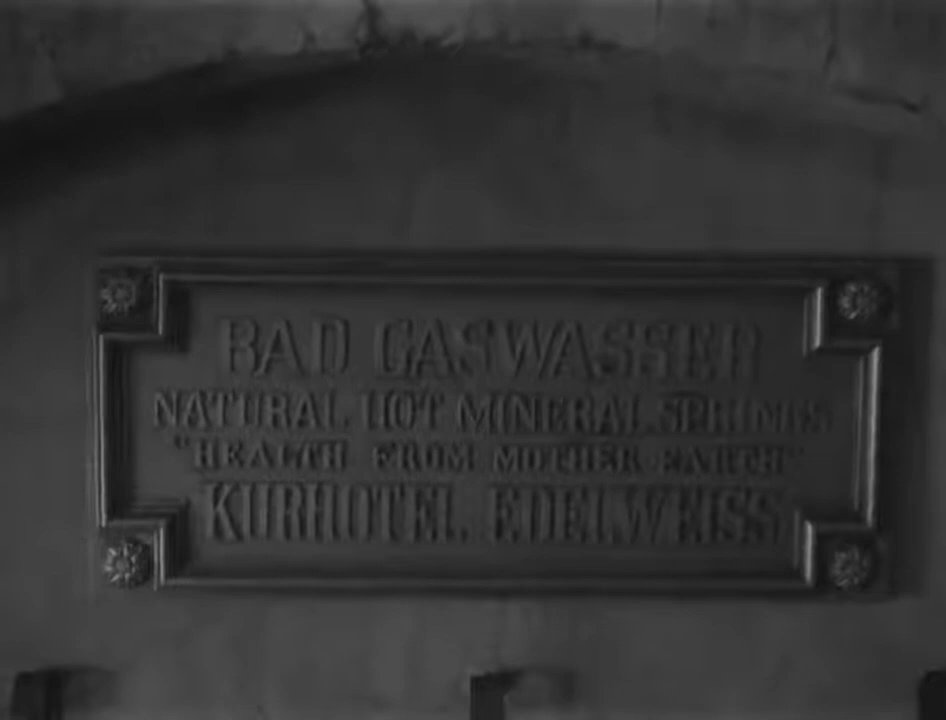 BAD GASWASSER
NATURAL HOT MINERAL SPRINGS
"HEALTH FROM MOTHER EARTH"
KURHOTEL EDELWEISS